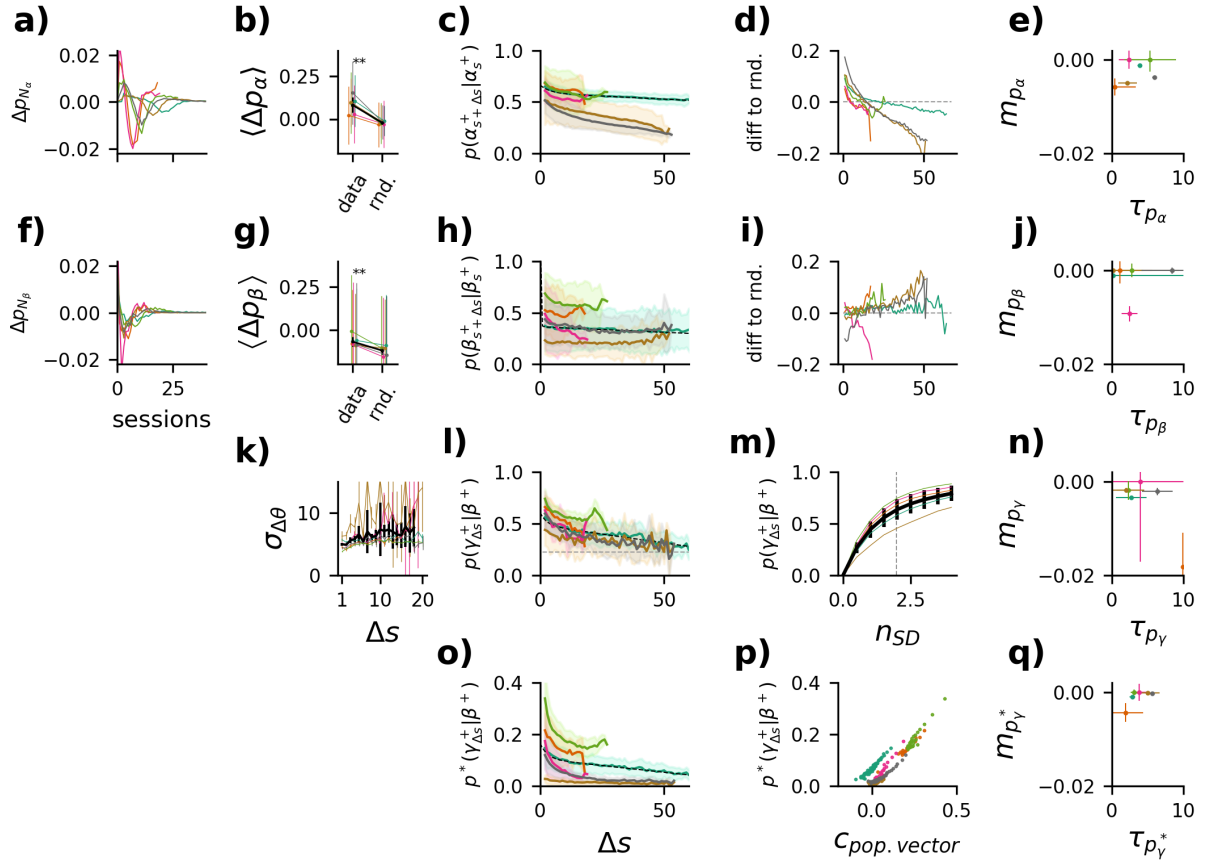 a)
b)
c)
d)
e)
Δp_{N_α}
0.02
0.00
−0.02
0
25
⟨Δp_α⟩
0.25
0.00
**
data
rnd.
p(α⁺_{s+Δs}|α⁺_s)
1.0
0.5
0.0
0
50
diff to rnd.
0.2
0.0
−0.2
0
50
m_{p_α}
0.00
−0.02
0
10
τ_{p_α}
f)
g)
h)
i)
j)
Δp_{N_β}
0.02
0.00
−0.02
0
25
sessions
⟨Δp_β⟩
0.25
0.00
**
data
rnd.
p(β⁺_{s+Δs}|β⁺_s)
1.0
0.5
0.0
0
50
diff to rnd.
0.2
0.0
−0.2
0
50
m_{p_β}
0.00
−0.02
0
10
τ_{p_β}
k)
l)
m)
n)
σ_{Δθ}
10
0
1
10
20
Δs
p(γ⁺_{Δs}|β⁺)
1.0
0.5
0.0
0
50
p(γ⁺_{Δs}|β⁺)
1.0
0.5
0.0
0.0
2.5
n_{SD}
m_{p_γ}
0.00
−0.02
0
10
τ_{p_γ}
o)
p)
q)
p*(γ⁺_{Δs}|β⁺)
0.4
0.2
0.0
0
50
Δs
p*(γ⁺_{Δs}|β⁺)
0.4
0.2
0.0
0.0
0.5
c_{pop. vector}
m_{p*_γ}
0.00
−0.02
0
10
τ_{p*_γ}